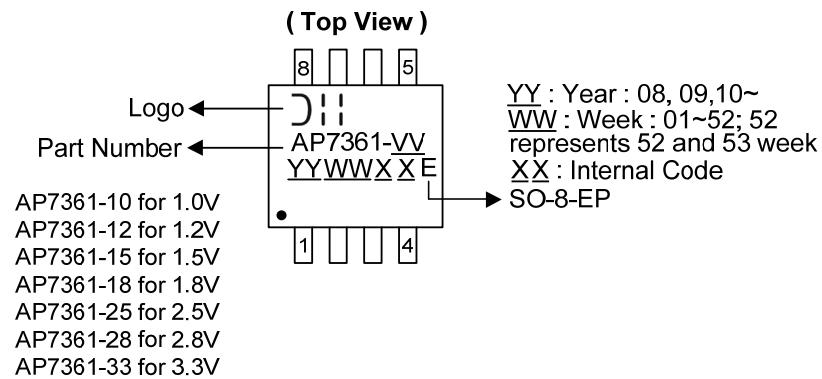 ( Top View )
8
5
Logo
Part Number
AP7361-VV
YYWWXXE
YY : Year : 08, 09,10~
WW : Week : 01~52; 52
represents 52 and 53 week
XX : Internal Code
SO-8-EP
1
4
AP7361-10 for 1.0V
AP7361-12 for 1.2V
AP7361-15 for 1.5V
AP7361-18 for 1.8V
AP7361-25 for 2.5V
AP7361-28 for 2.8V
AP7361-33 for 3.3V